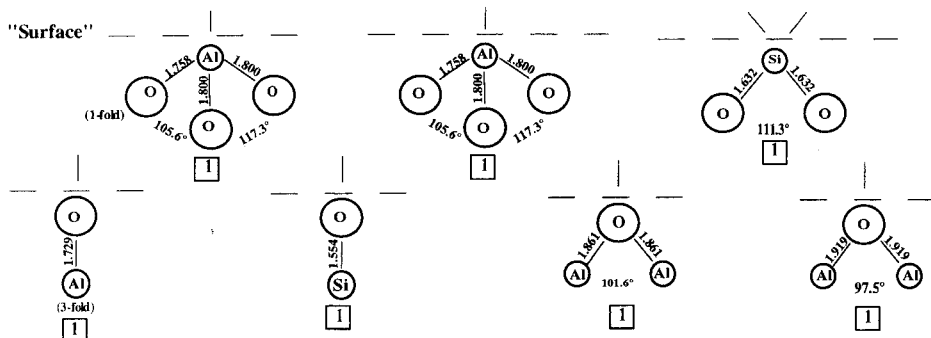 "Surface"
Al Al Si
1.758 1.800 1.758 1.800 1.632 1.632
1.800 1.800
O O O O O O
(1-fold) O O
105.6° 117.3° 105.6° 117.3° 111.3°
1 1 1
O O O O
1.729 1.554 1.861 1.861 1.919 1.919
Al Si Al Al Al Al
(3-fold) 101.6° 97.5°
1 1 1 1